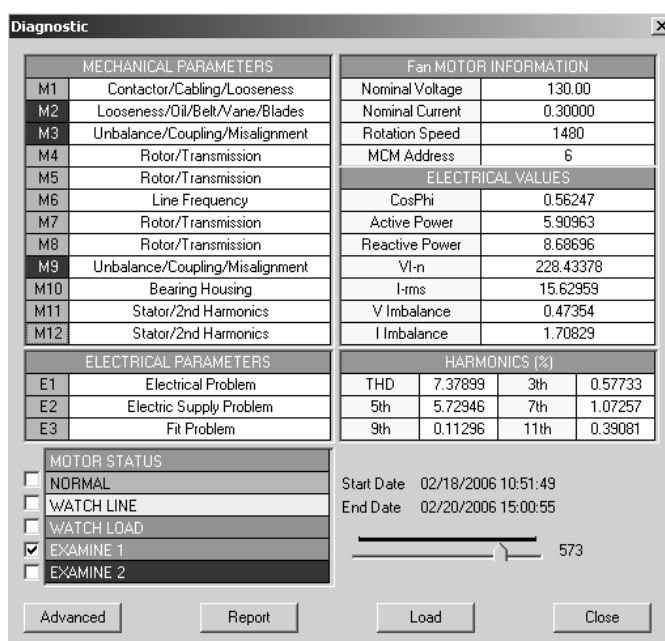 Diagnostic
MECHANICAL PARAMETERS
M1 Contactor/Cabling/Looseness
M2 Looseness/Oil/Belt/Vane/Blades
M3 Unbalance/Coupling/Misalignment
M4 Rotor/Transmission
M5 Rotor/Transmission
M6 Line Frequency
M7 Rotor/Transmission
M8 Rotor/Transmission
M9 Unbalance/Coupling/Misalignment
M10 Bearing Housing
M11 Stator/2nd Harmonics
M12 Stator/2nd Harmonics
ELECTRICAL PARAMETERS
E1 Electrical Problem
E2 Electric Supply Problem
E3 Fit Problem
MOTOR STATUS
NORMAL
WATCH LINE
WATCH LOAD
EXAMINE 1
EXAMINE 2
Fan MOTOR INFORMATION
Nominal Voltage 130.00
Nominal Current 0.30000
Rotation Speed 1480
MCM Address 6
ELECTRICAL VALUES
CosPhi 0.56247
Active Power 5.90963
Reactive Power 8.68696
Vl-n 228.43378
I-rms 15.62959
V Imbalance 0.47354
I Imbalance 1.70829
HARMONICS (%)
THD 7.37899 3th 0.57733
5th 5.72946 7th 1.07257
9th 0.11296 11th 0.39081
Start Date 02/18/2006 10:51:49
End Date 02/20/2006 15:00:55
573
Advanced Report Load Close